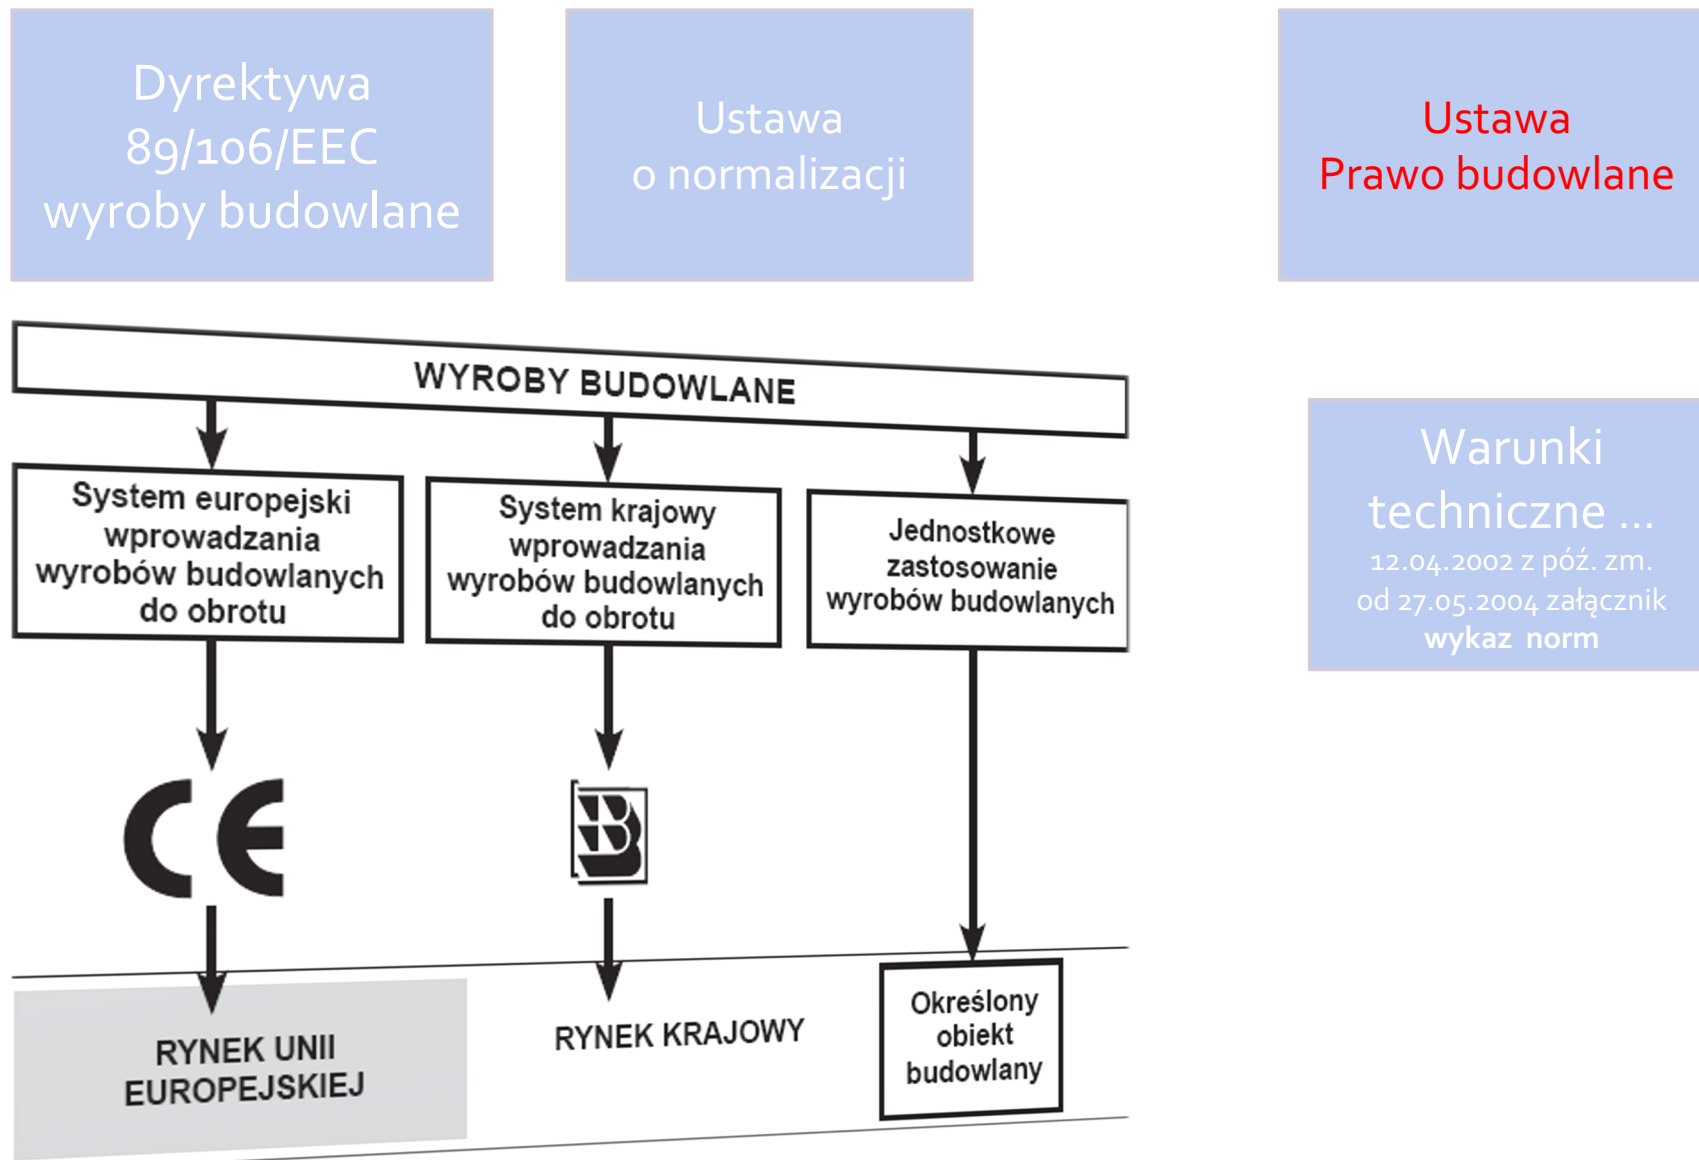 Dyrektywa
89/106/EEC
wyroby budowlane
Ustawa
o normalizacji
Ustawa
Prawo budowlane
WYROBY BUDOWLANE
System europejski
wprowadzania
wyrobów budowlanych
do obrotu
System krajowy
wprowadzania
wyrobów budowlanych
do obrotu
Jednostkowe
zastosowanie
wyrobów budowlanych
Warunki
techniczne ...
12.04.2002 z póź. zm.
od 27.05.2004 załącznik
wykaz norm
CE
B
RYNEK UNII
EUROPEJSKIEJ
RYNEK KRAJOWY
Określony
obiekt
budowlany